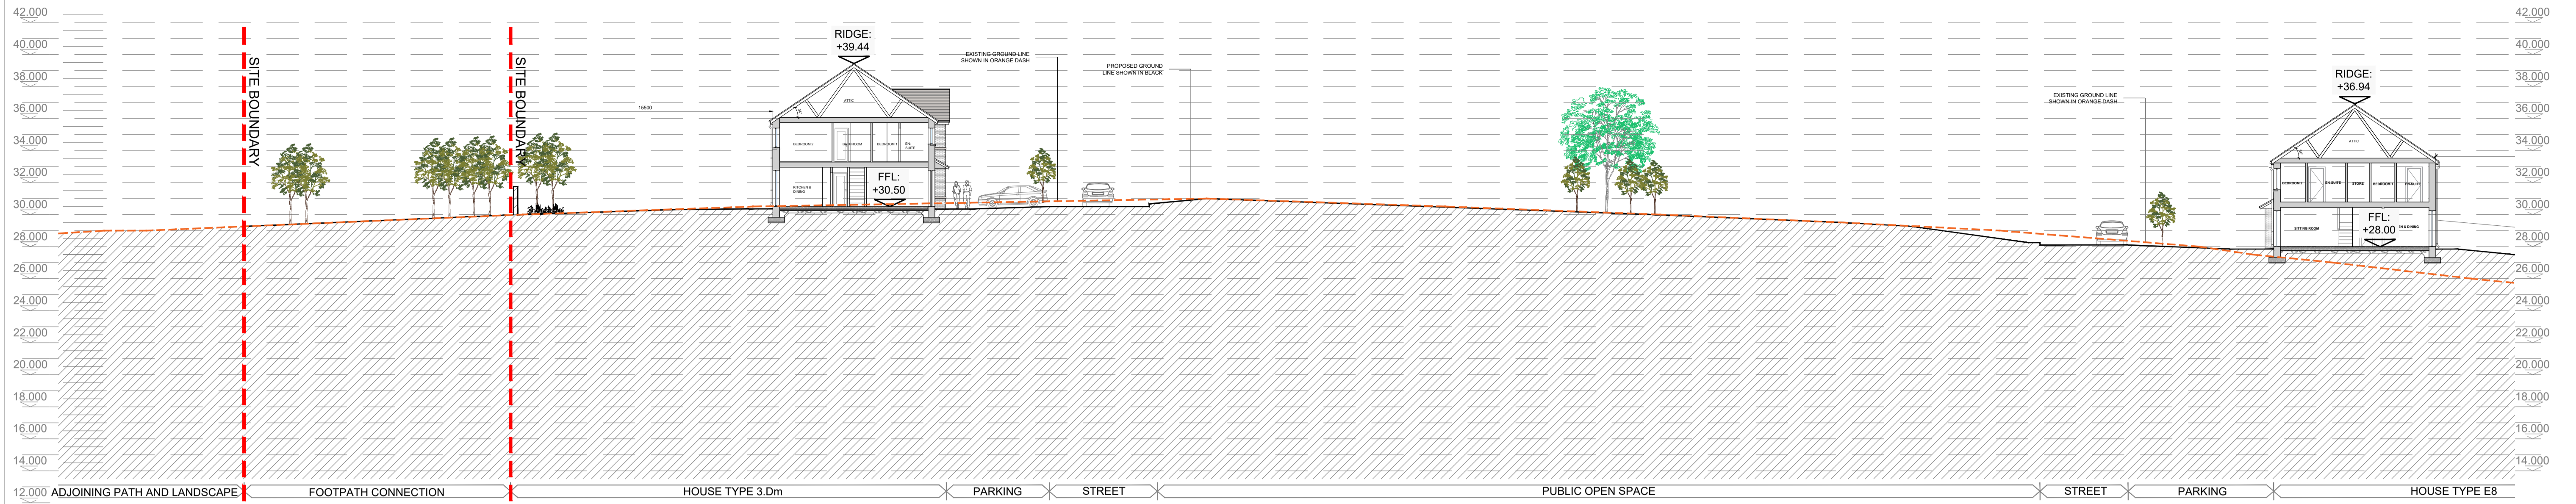 42.000
40.000
38.000
36.000
34.000
32.000
30.000
28.000
26.000
24.000
22.000
20.000
18.000
16.000
14.000
12.000
SITE BOUNDARY
SITE BOUNDARY
15500
RIDGE:
+39.44
ATTIC
BEDROOM 2
BATHROOM
BEDROOM 1
EN-
SUITE
KITCHEN &
DINING
FFL:
+30.50
EXISTING GROUND LINE
SHOWN IN ORANGE DASH
PROPOSED GROUND
LINE SHOWN IN BLACK
EXISTING GROUND LINE
SHOWN IN ORANGE DASH
RIDGE:
+36.94
ATTIC
BEDROOM 2
EN-SUITE
STORE
BEDROOM 1
EN-SUITE
SITTING ROOM
FFL:
+28.00
& DINING
42.000
40.000
38.000
36.000
34.000
32.000
30.000
28.000
26.000
24.000
22.000
20.000
18.000
16.000
14.000
ADJOINING PATH AND LANDSCAPE
FOOTPATH CONNECTION
HOUSE TYPE 3.Dm
PARKING
STREET
PUBLIC OPEN SPACE
STREET
PARKING
HOUSE TYPE E8